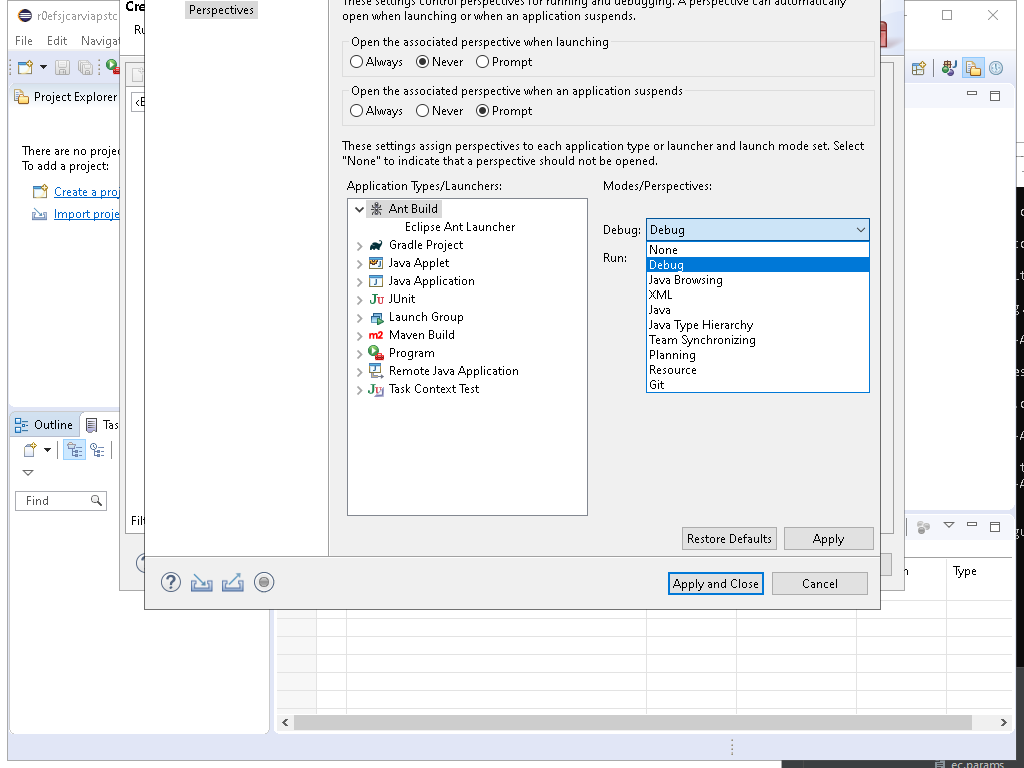 r0efsjcarviapstc
File Edit Navigat
Project Explorer
There are no projec
To add a project:
Create a proj
Import proje
Outline
Tas
Find
Cre
Ru
Filt
Perspectives
These settings control perspectives for running and debugging. A perspective can automatically
open when launching or when an application suspends.
Open the associated perspective when launching
Always Never Prompt
Open the associated perspective when an application suspends
Always Never Prompt
These settings assign perspectives to each application type or launcher and launch mode set. Select
"None" to indicate that a perspective should not be opened.
Application Types/Launchers:
Ant Build
Eclipse Ant Launcher
Gradle Project
Java Applet
Java Application
JUnit
Launch Group
Maven Build
Program
Remote Java Application
Task Context Test
Modes/Perspectives:
Debug: Debug
Run:
None
Debug
Java Browsing
XML
Java
Java Type Hierarchy
Team Synchronizing
Planning
Resource
Git
Restore Defaults Apply
Apply and Close Cancel
Type
ec.params